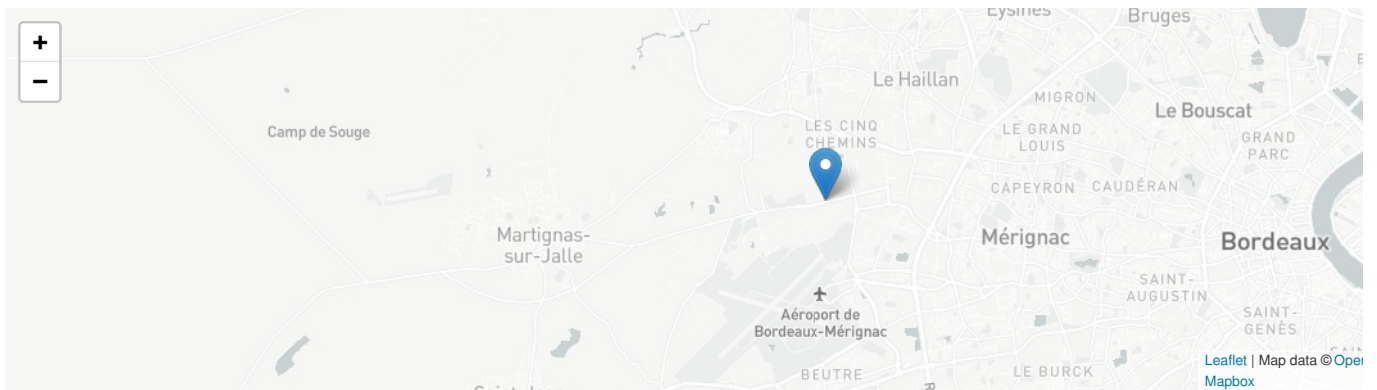 +
−
Eysines
Bruges
Le Haillan
MIGRON
Le Bouscat
Camp de Souge
LES CINQ
CHEMINS
LE GRAND
LOUIS
GRAND
PARC
CAPEYRON
CAUDÉRAN
Martignas-
sur-Jalle
Mérignac
Bordeaux
SAINT-
AUGUSTIN
Aéroport de
Bordeaux-Mérignac
SAINT-
GENÈS
BEUTRE
LE BURCK
Leaflet | Map data © Open
Mapbox